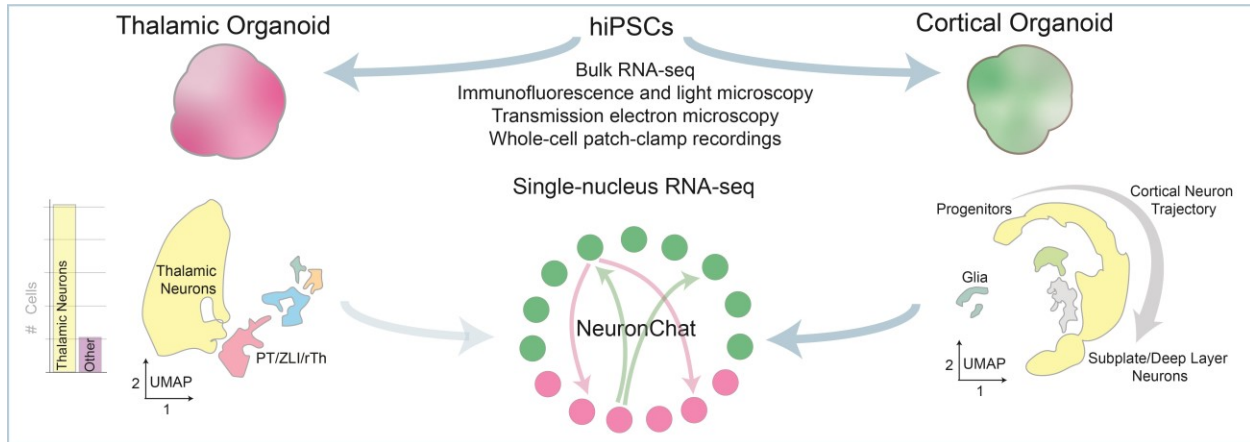 Thalamic Organoid
hiPSCs
Cortical Organoid
Bulk RNA-seq
Immunofluorescence and light microscopy
Transmission electron microscopy
Whole-cell patch-clamp recordings
Single-nucleus RNA-seq
# Cells
Thalamic Neurons
Other
Thalamic
Neurons
PT/ZLI/rTh
2
UMAP
1
NeuronChat
Progenitors
Cortical Neuron
Trajectory
Glia
2
UMAP
1
Subplate/Deep Layer
Neurons